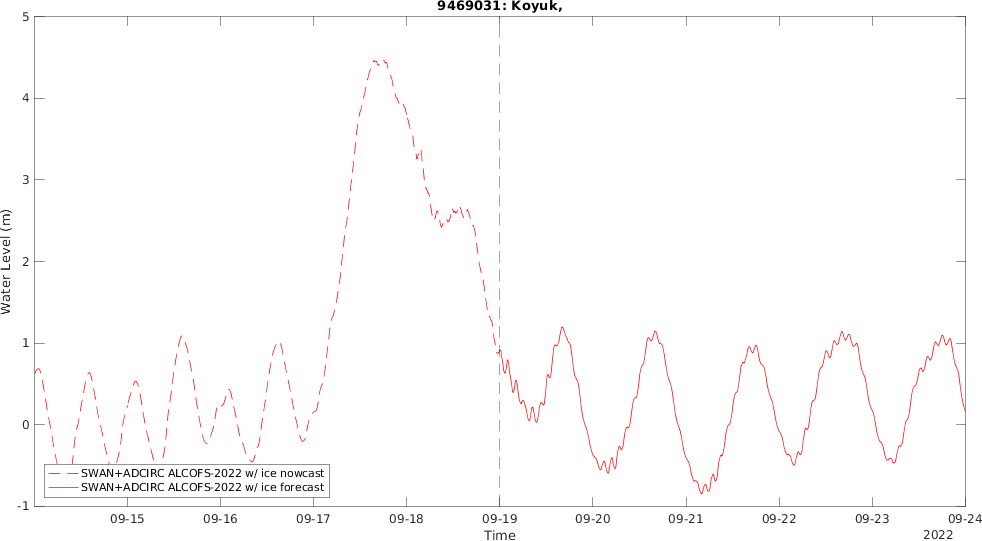 9469031: Koyuk,
5
4
3
2
1
0
-1
Water Level (m)
SWAN+ADCIRC ALCOFS-2022 w/ ice nowcast
SWAN+ADCIRC ALCOFS-2022 w/ ice forecast
09-15 09-16 09-17 09-18 09-19 09-20 09-21 09-22 09-23 09-24
Time
2022